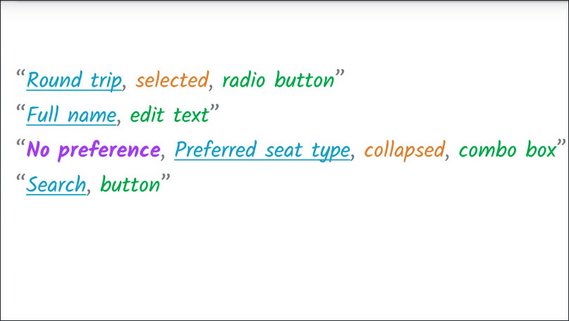 “Round trip, selected, radio button”
“Full name, edit text”
“No preference, Preferred seat type, collapsed, combo box”
“Search, button”